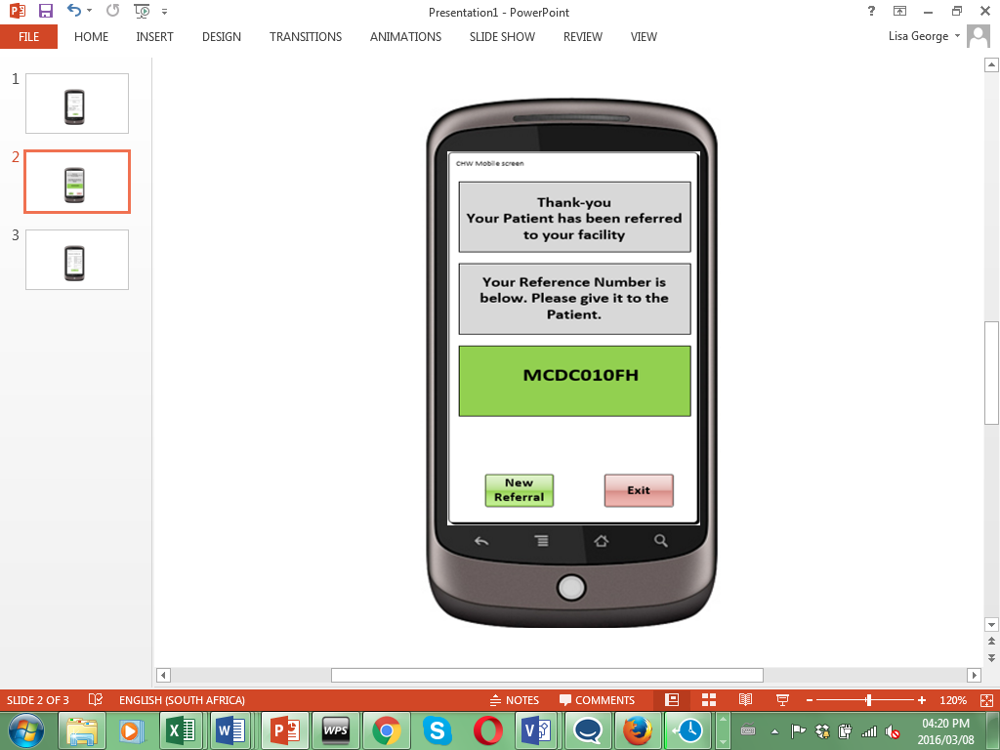 Presentation1 - PowerPoint
?
FILE HOME INSERT DESIGN TRANSITIONS ANIMATIONS SLIDE SHOW REVIEW VIEW
Lisa George
1
2
3
CHW Mobile screen
Thank-you
Your Patient has been referred
to your facility
Your Reference Number is
below. Please give it to the
Patient.
MCDC010FH
New
Referral
Exit
SLIDE 2 OF 3 ENGLISH (SOUTH AFRICA) NOTES COMMENTS 120%
WPS
04:20 PM
2016/03/08